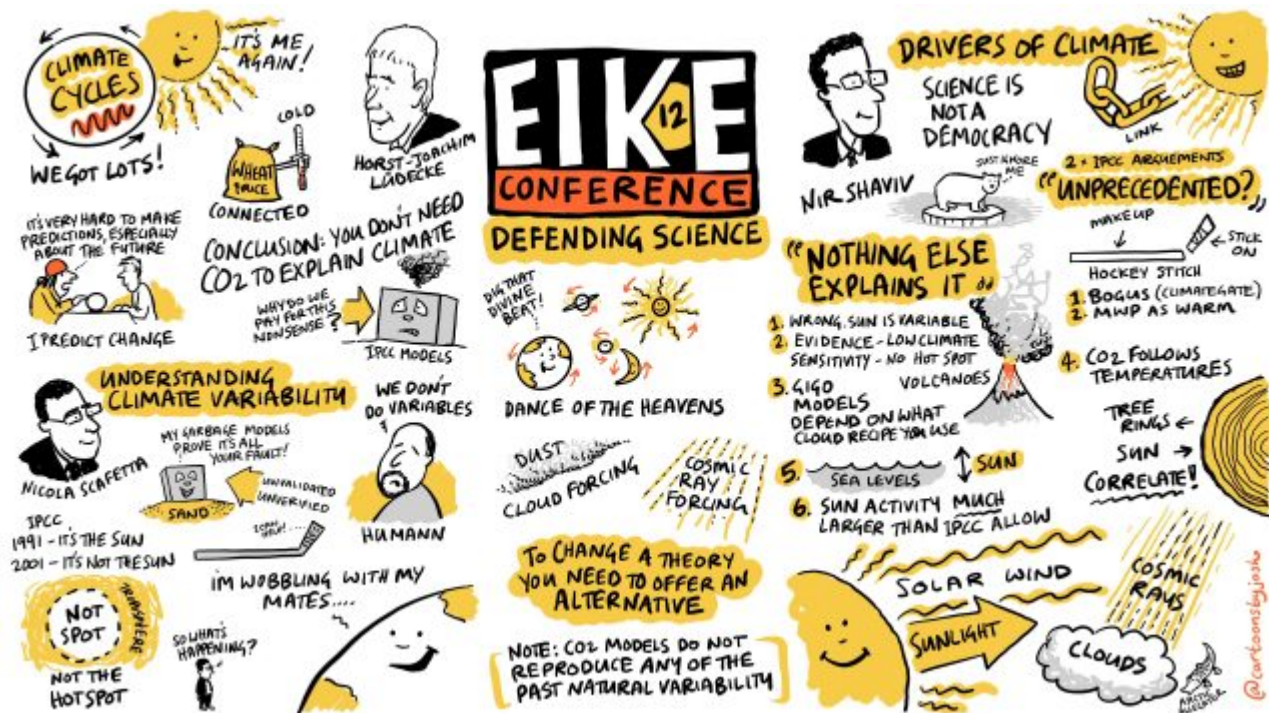 CLIMATE
CYCLES
WE GOT LOTS!
IT'S ME
AGAIN!
COLD
WHEAT
PRICE
CONNECTED
HORST-JOACHIM
LÜDECKE
IT'S VERY HARD TO MAKE
PREDICTIONS, ESPECIALLY
ABOUT THE FUTURE
I PREDICT CHANGE
CONCLUSION: YOU DON'T NEED
CO2 TO EXPLAIN CLIMATE
WHY DO WE
PAY FOR THIS
NONSENSE?
IPCC MODELS
UNDERSTANDING
CLIMATE VARIABILITY
NICOLA SCAFETTA
MY GARBAGE MODELS
PROVE IT'S ALL
YOUR FAULT!
SAND
UNVALIDATED
UNVERIFIED
WE DON'T
DO VARIABLES
HUMANN
IPCC
1991 - IT'S THE SUN
2001 - IT'S NOT THE SUN
I'M WOBBLING WITH MY
MATES....
NOT
SPOT
NOT THE
HOTSPOT
SO WHAT'S
HAPPENING?
EIKE
12
CONFERENCE
DEFENDING SCIENCE
DIG THAT
DIVINE
BEAT!
DANCE OF THE HEAVENS
DUST
CLOUD FORCING
COSMIC
RAY
FORCING
TO CHANGE A THEORY
YOU NEED TO OFFER AN
ALTERNATIVE
NOTE: CO2 MODELS DO NOT
REPRODUCE ANY OF THE
PAST NATURAL VARIABILITY
DRIVERS OF CLIMATE
NIR SHAVIV
SCIENCE IS
NOT A
DEMOCRACY
JUST IGNORE
ME
LINK
2 x IPCC ARGUEMENTS
"UNPRECEDENTED?"
MAKEUP
STICK
ON
HOCKEY STITCH
1. BOGUS (CLIMATEGATE)
2. MWP AS WARM
"NOTHING ELSE
EXPLAINS IT"
1. WRONG. SUN IS VARIABLE
2. EVIDENCE - LOW CLIMATE
SENSITIVITY - NO HOT SPOT
VOLCANOES
3. GIGO
MODELS
DEPEND ON WHAT
CLOUD RECIPE YOU USE
4. CO2 FOLLOWS
TEMPERATURES
TREE
RINGS
SUN
CORRELATE!
5.
SEA LEVELS
SUN
6. SUN ACTIVITY MUCH
LARGER THAN IPCC ALLOW
SOLAR WIND
SUNLIGHT
COSMIC
RAYS
CLOUDS
@cartoonsbyjosh